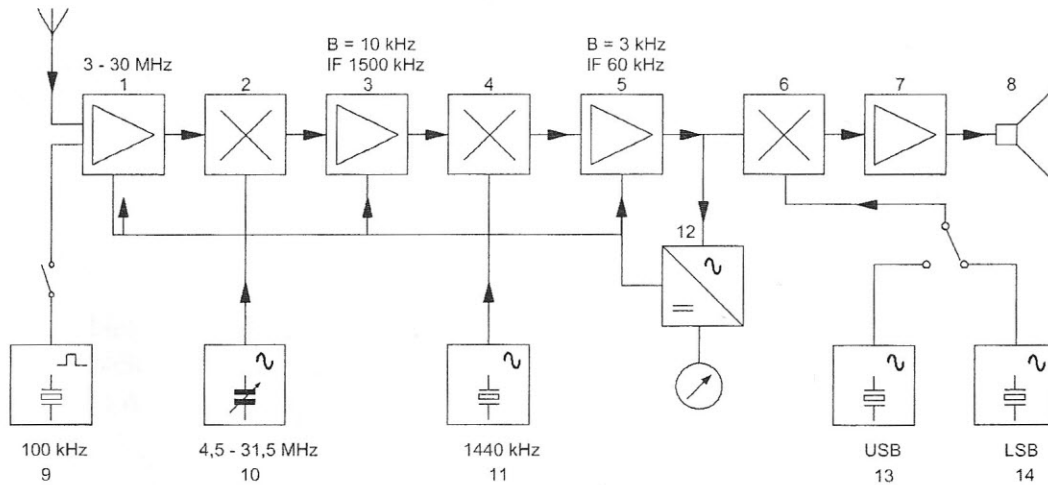 B = 10 kHz
B = 3 kHz
3 - 30 MHz
IF 1500 kHz
IF 60 kHz
1
2
3
4
5
6
7
8
12
100 kHz
4,5 - 31,5 MHz
1440 kHz
USB
LSB
9
10
11
13
14